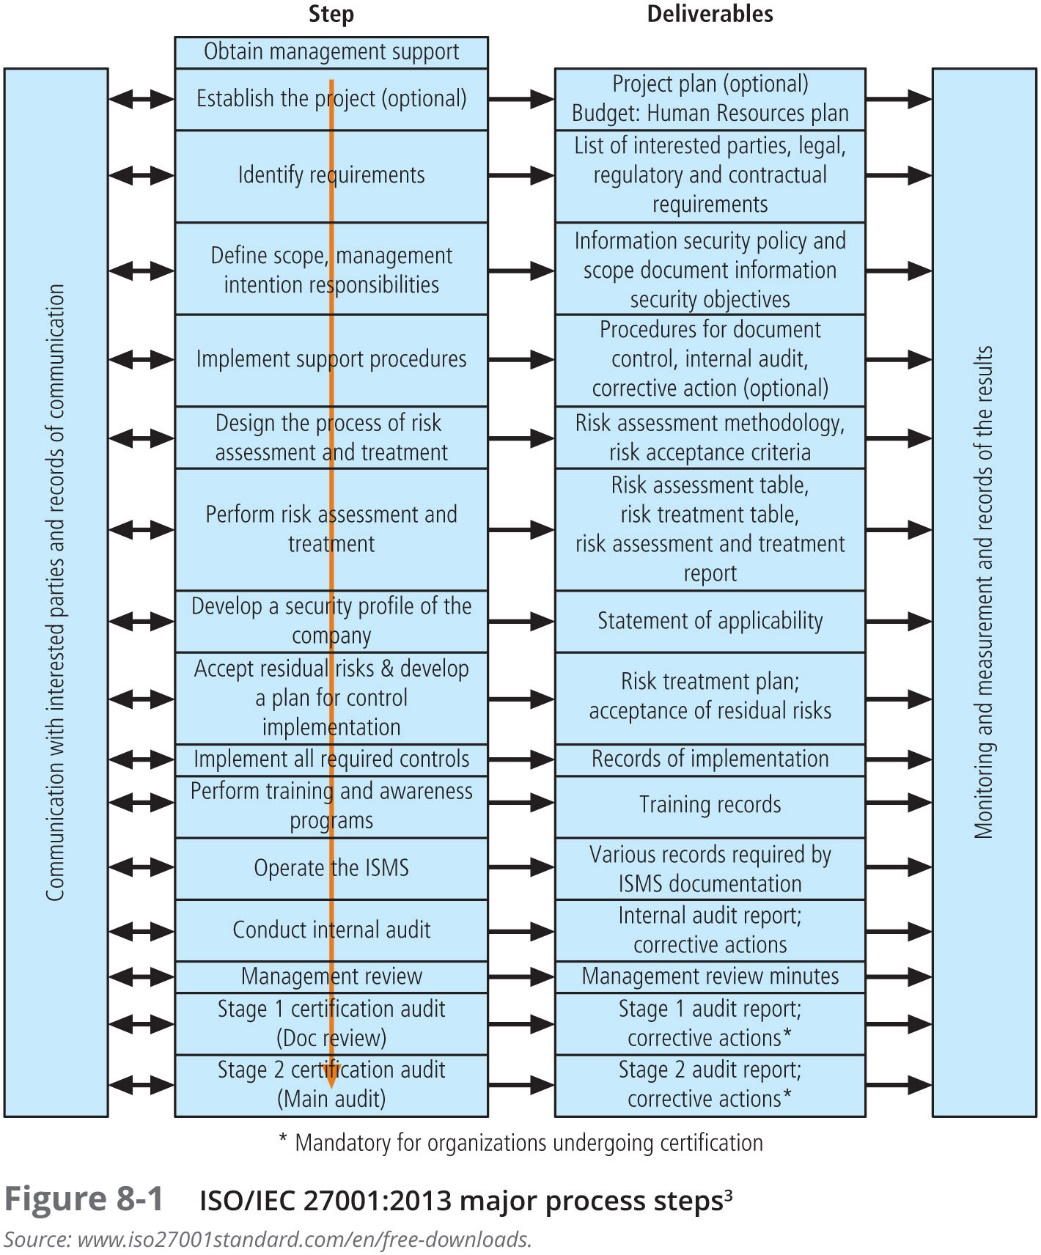 Step
Deliverables
Communication with interested parties and records of communication
Obtain management support
Establish the project (optional)
Project plan (optional)
Budget: Human Resources plan
Identify requirements
List of interested parties, legal,
regulatory and contractual
requirements
Define scope, management
intention responsibilities
Information security policy and
scope document information
security objectives
Implement support procedures
Procedures for document
control, internal audit,
corrective action (optional)
Design the process of risk
assessment and treatment
Risk assessment methodology,
risk acceptance criteria
Perform risk assessment and
treatment
Risk assessment table,
risk treatment table,
risk assessment and treatment
report
Develop a security profile of the
company
Statement of applicability
Accept residual risks & develop
a plan for control
implementation
Risk treatment plan;
acceptance of residual risks
Implement all required controls
Records of implementation
Perform training and awareness
programs
Training records
Operate the ISMS
Various records required by
ISMS documentation
Conduct internal audit
Internal audit report;
corrective actions
Management review
Management review minutes
Stage 1 certification audit
(Doc review)
Stage 1 audit report;
corrective actions*
Stage 2 certification audit
(Main audit)
Stage 2 audit report;
corrective actions*
Monitoring and measurement and records of the results
* Mandatory for organizations undergoing certification
Figure 8-1 ISO/IEC 27001:2013 major process steps³
Source: www.iso27001standard.com/en/free-downloads.